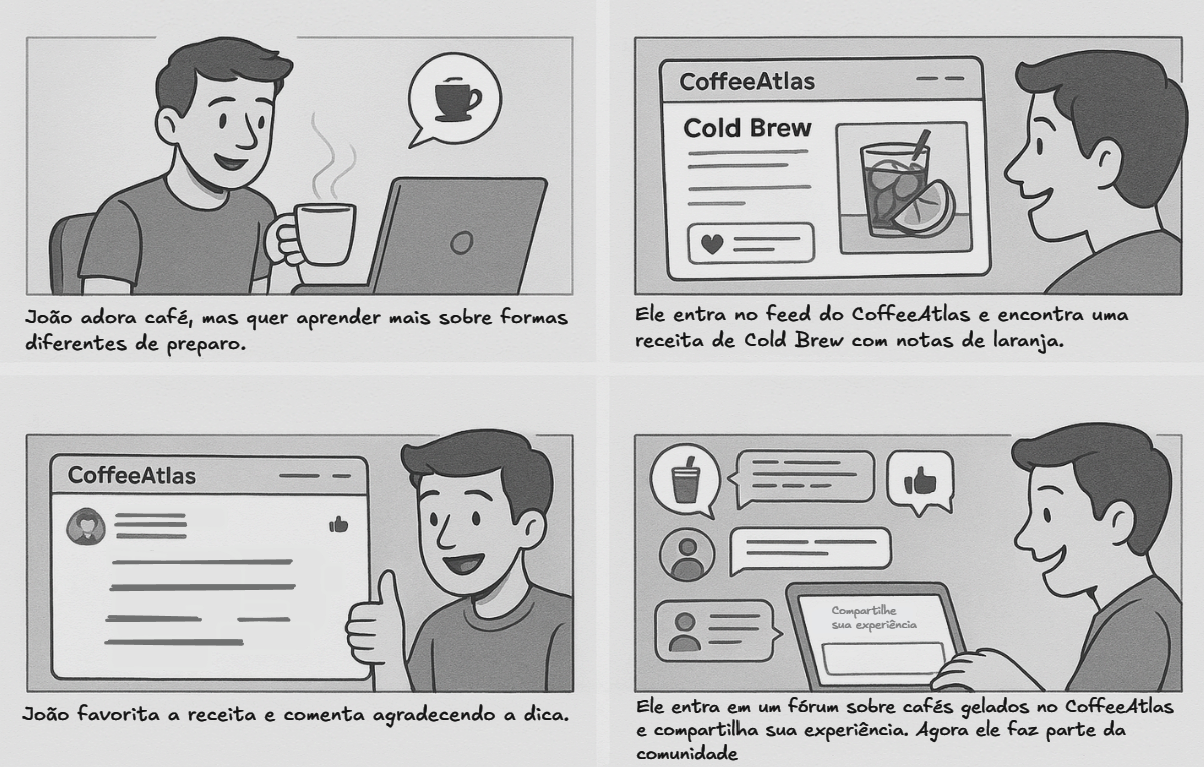 João adora café, mas quer aprender mais sobre formas
diferentes de preparo.
CoffeeAtlas
Cold Brew
Ele entra no feed do CoffeeAtlas e encontra uma
receita de Cold Brew com notas de laranja.
CoffeeAtlas
João favorita a receita e comenta agradecendo a dica.
Compartilhe
sua experiência
Ele entra em um fórum sobre cafés gelados no CoffeeAtlas
e compartilha sua experiência. Agora ele faz parte da
comunidade